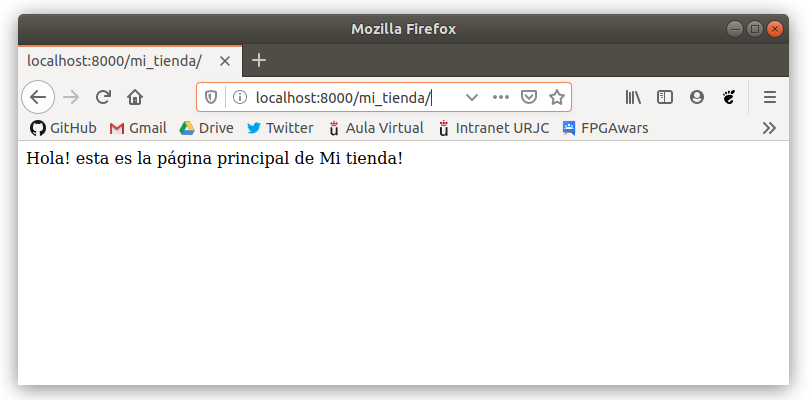 Mozilla Firefox
localhost:8000/mi_tienda/
localhost:8000/mi_tienda/
GitHub Gmail Drive Twitter Aula Virtual Intranet URJC FPGAwars
Hola! esta es la página principal de Mi tienda!